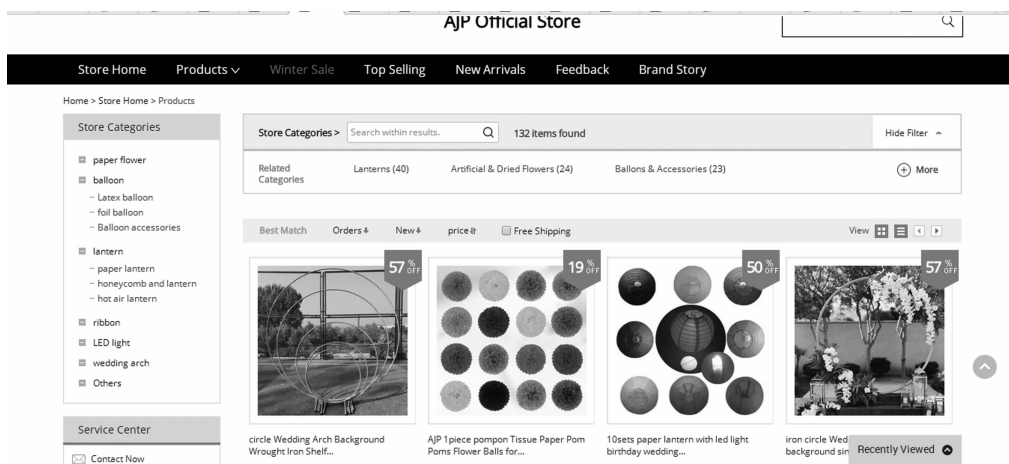 AJP Official Store
Store Home Products Winter Sale Top Selling New Arrivals Feedback Brand Story
Home > Store Home > Products
Store Categories
paper flower
balloon
Latex balloon
foil balloon
Balloon accessories
lantern
paper lantern
honeycomb and lantern
hot air lantern
ribbon
LED light
wedding arch
Others
Service Center
Contact Now
Store Categories > Search within results. 132 items found Hide Filter
Related Lanterns (40) Artificial & Dried Flowers (24) Ballons & Accessories (23) More
Categories
Best Match Orders New price Free Shipping View
57 % OFF
19 % OFF
50 % OFF
57 % OFF
circle Wedding Arch Background
Wrought Iron Shelf...
AJP 1piece pompon Tissue Paper Pom
Poms Flower Balls for...
10sets paper lantern with led light
birthday wedding...
iron circle Wed
background sin
Recently Viewed